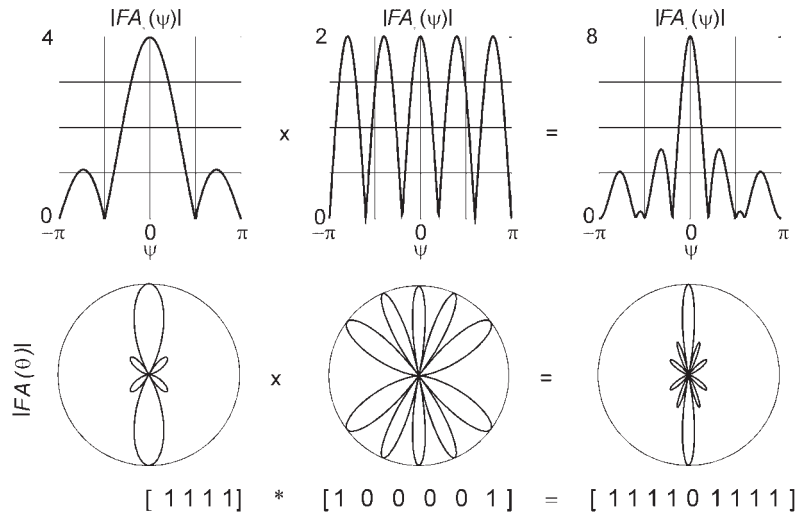 |FA (ψ)| |FA (ψ)| |FA (ψ)|
4 2 8
x =
0 0 0
−π 0 π −π 0 π −π 0 π
ψ ψ ψ
|FA (θ)|
x =
[ 1 1 1 1] * [1 0 0 0 0 0 1] = [ 1 1 1 1 0 1 1 1 1 ]